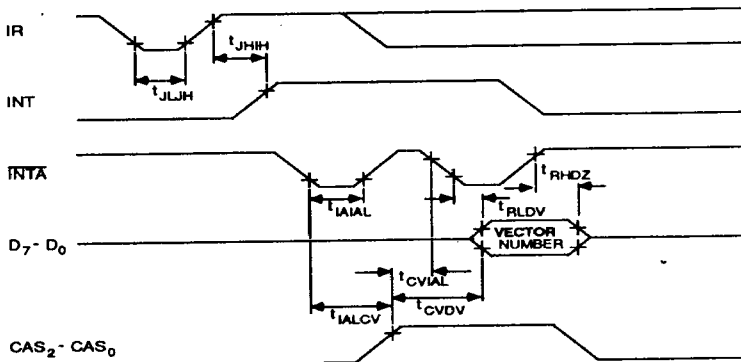 IR
tJHIH
tJLJH
INT
INTA
tRHDZ
tIAIAL
tRLDV
D7 - D0
VECTOR
NUMBER
tCVIAL
tIALCV
tCVDV
CAS2 - CAS0